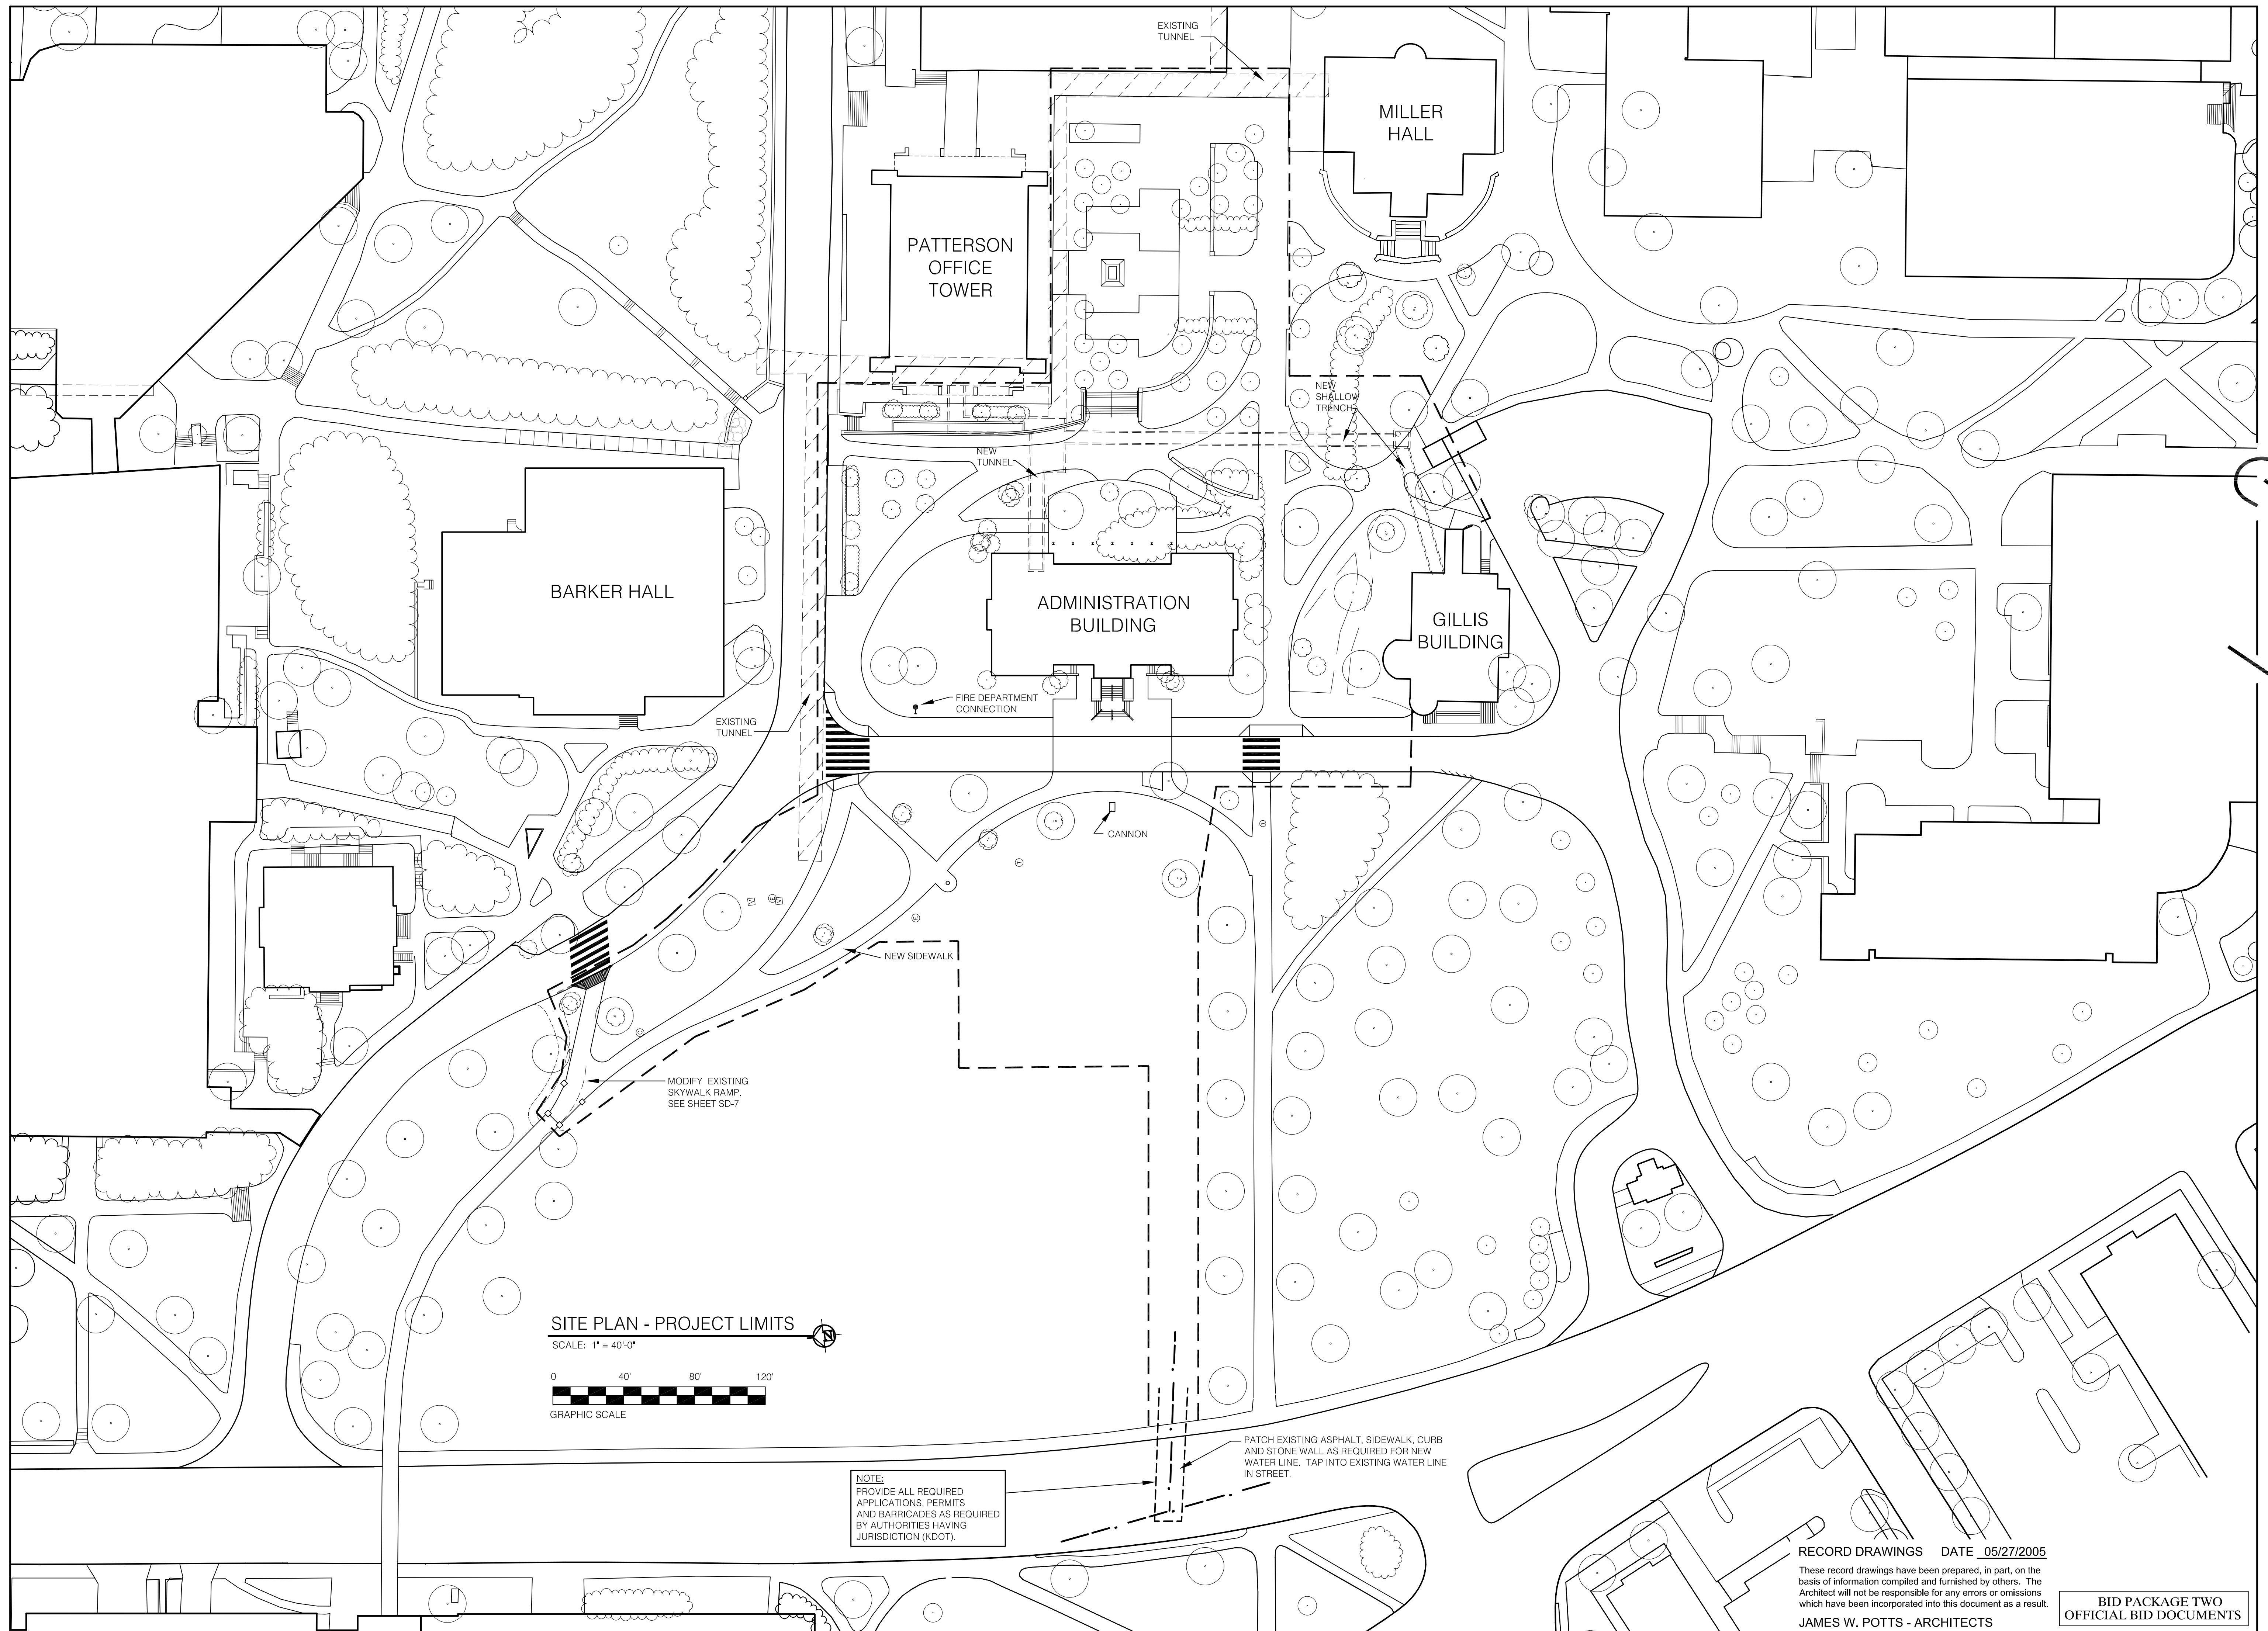 EXISTING
TUNNEL
MILLER
HALL
PATTERSON
OFFICE
TOWER
NEW
SHALLOW
TRENCH
NEW
TUNNEL
BARKER HALL
ADMINISTRATION
BUILDING
GILLIS
BUILDING
FIRE DEPARTMENT
CONNECTION
EXISTING
TUNNEL
CANNON
NEW SIDEWALK
MODIFY EXISTING
SKYWALK RAMP.
SEE SHEET SD-7
SITE PLAN - PROJECT LIMITS
N
SCALE: 1" = 40'-0"
0 40' 80' 120'
GRAPHIC SCALE
PATCH EXISTING ASPHALT, SIDEWALK, CURB
AND STONE WALL AS REQUIRED FOR NEW
WATER LINE. TAP INTO EXISTING WATER LINE
IN STREET.
NOTE:
PROVIDE ALL REQUIRED
APPLICATIONS, PERMITS
AND BARRICADES AS REQUIRED
BY AUTHORITIES HAVING
JURISDICTION (KDOT).
RECORD DRAWINGS DATE 05/27/2005
These record drawings have been prepared, in part, on the
basis of information compiled and furnished by others. The
Architect will not be responsible for any errors or omissions
which have been incorporated into this document as a result.
JAMES W. POTTS - ARCHITECTS
BID PACKAGE TWO
OFFICIAL BID DOCUMENTS